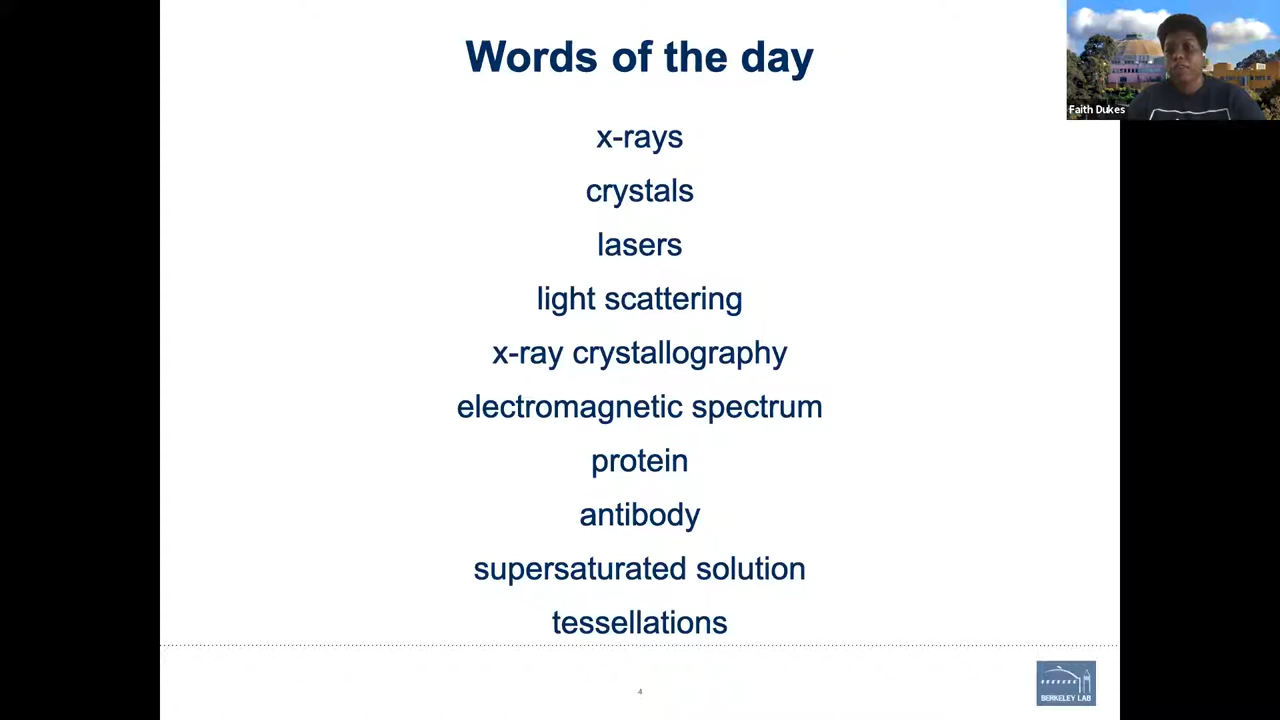 Words of the day
Faith Dukes
x-rays
crystals
lasers
light scattering
x-ray crystallography
electromagnetic spectrum
protein
antibody
supersaturated solution
tessellations
4
BERKELEY LAB